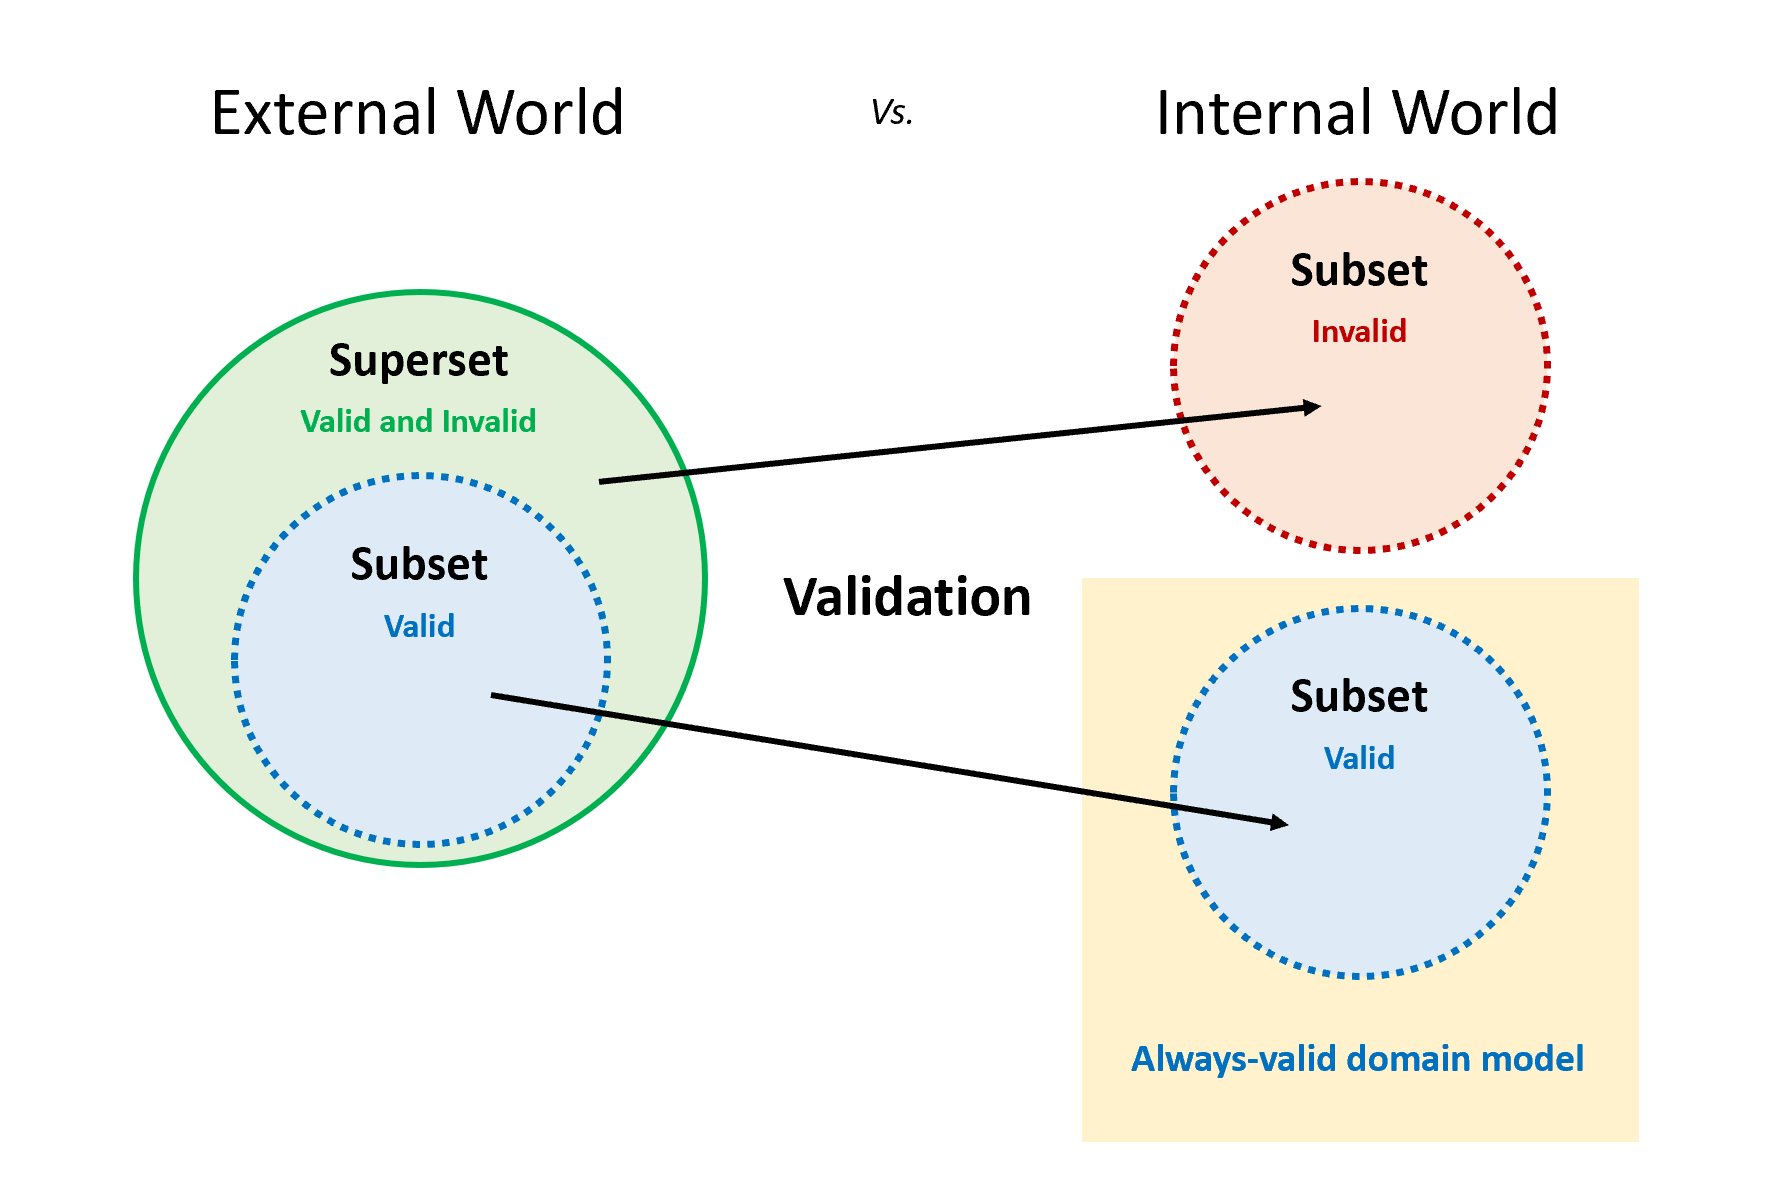 External World
Vs.
Internal World
Superset
Valid and Invalid
Subset
Valid
Validation
Subset
Invalid
Subset
Valid
Always-valid domain model